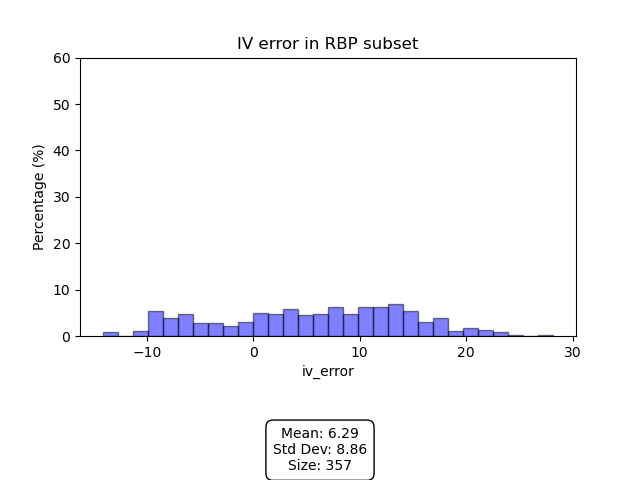 IV error in RBP subset
60
50
40
30
20
10
0
Percentage (%)
−10 0 10 20 30
iv_error
Mean: 6.29
Std Dev: 8.86
Size: 357